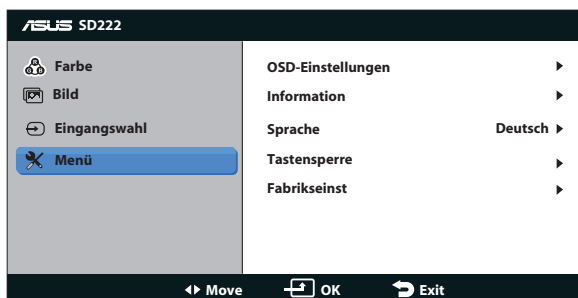 ASUS SD222
Farbe
Bild
Eingangswahl
Menü
OSD-Einstellungen
Information
Sprache Deutsch
Tastensperre
Fabrikseinst
Move OK Exit